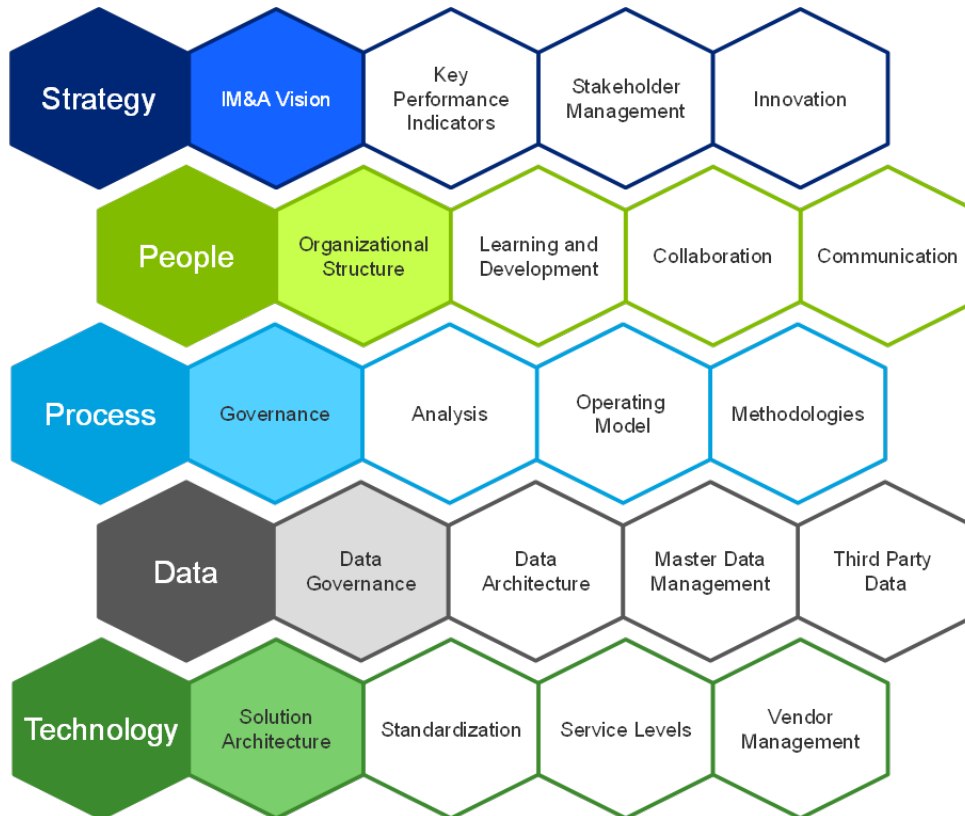 Strategy
IM&A Vision
Key
Performance
Indicators
Stakeholder
Management
Innovation
People
Organizational
Structure
Learning and
Development
Collaboration
Communication
Process
Governance
Analysis
Operating
Model
Methodologies
Data
Data
Governance
Data
Architecture
Master Data
Management
Third Party
Data
Technology
Solution
Architecture
Standardization
Service Levels
Vendor
Management